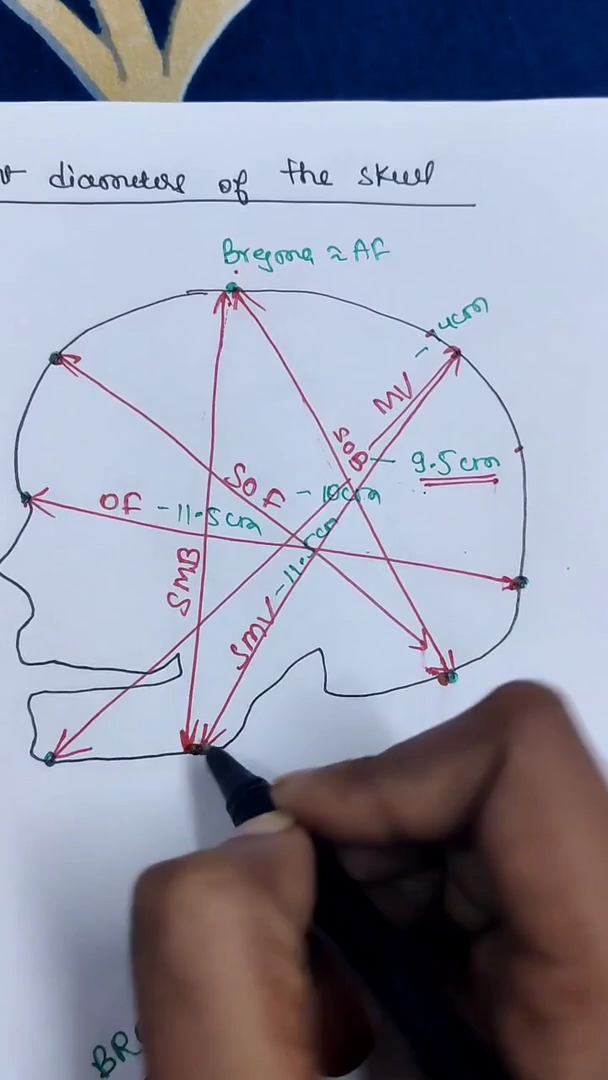 diameters of the skull
Bregma ≈ AF
MV - 4cm
SOB - 9.5cm
SOF - 10cm
OF - 11.5cm
SMB
SMV - 11.5cm